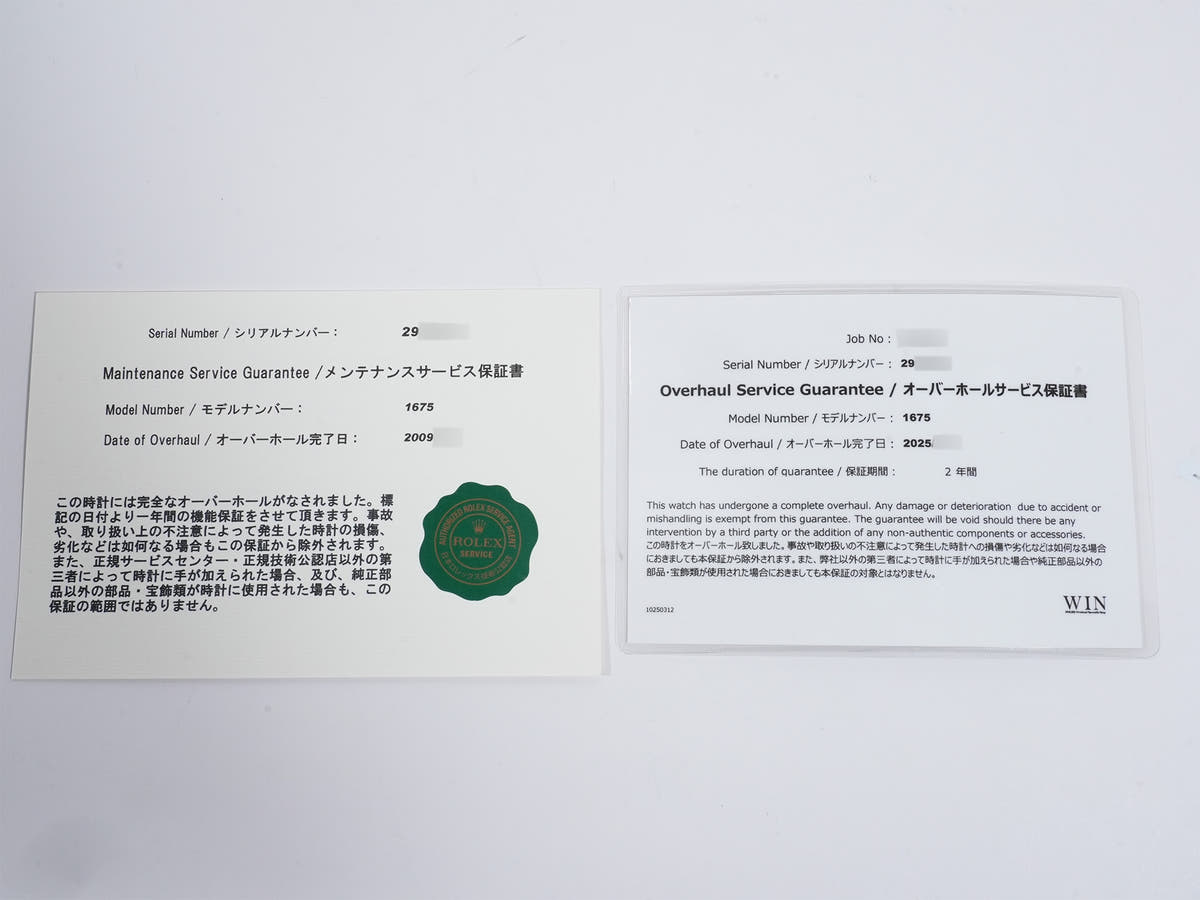 Serial Number / シリアルナンバー： 29
Maintenance Service Guarantee /メンテナンスサービス保証書
Model Number / モデルナンバー： 1675
Date of Overhaul / オーバーホール完了日： 2009
この時計には完全なオーバーホールがなされました。標
記の日付より一年間の機能保証をさせて頂きます。事故
や、取り扱い上の不注意によって発生した時計の損傷、
劣化などは如何なる場合もこの保証から除外されます。
また、正規サービスセンター・正規技術公認店以外の第
三者によって時計に手が加えられた場合、及び、純正部
品以外の部品・宝飾類が時計に使用された場合も、この
保証の範囲ではありません。
AUTHORIZED ROLEX SERVICE AGENT
ROLEX
SERVICE
日本ロレックス技術公認店
Job No :
Serial Number / シリアルナンバー： 29
Overhaul Service Guarantee / オーバーホールサービス保証書
Model Number / モデルナンバー： 1675
Date of Overhaul / オーバーホール完了日： 2025
The duration of quarantee / 保証期間： 2 年間
This watch has undergone a complete overhaul. Any damage or deterioration due to accident or
mishandling is exempt from this guarantee. The guarantee will be void should there be any
intervention by a third party or the addition of any non-authentic components or accessories.
この時計をオーバーホール致しました。事故や取り扱いの不注意によって発生した時計への損傷や劣化などは如何なる場合
におきましても本保証から除外されます。また、弊社以外の第三者によって時計に手が加えられた場合や純正部品以外の
部品・宝飾類が使用された場合におきましても本保証の対象とはなりません。
10250312
WIN